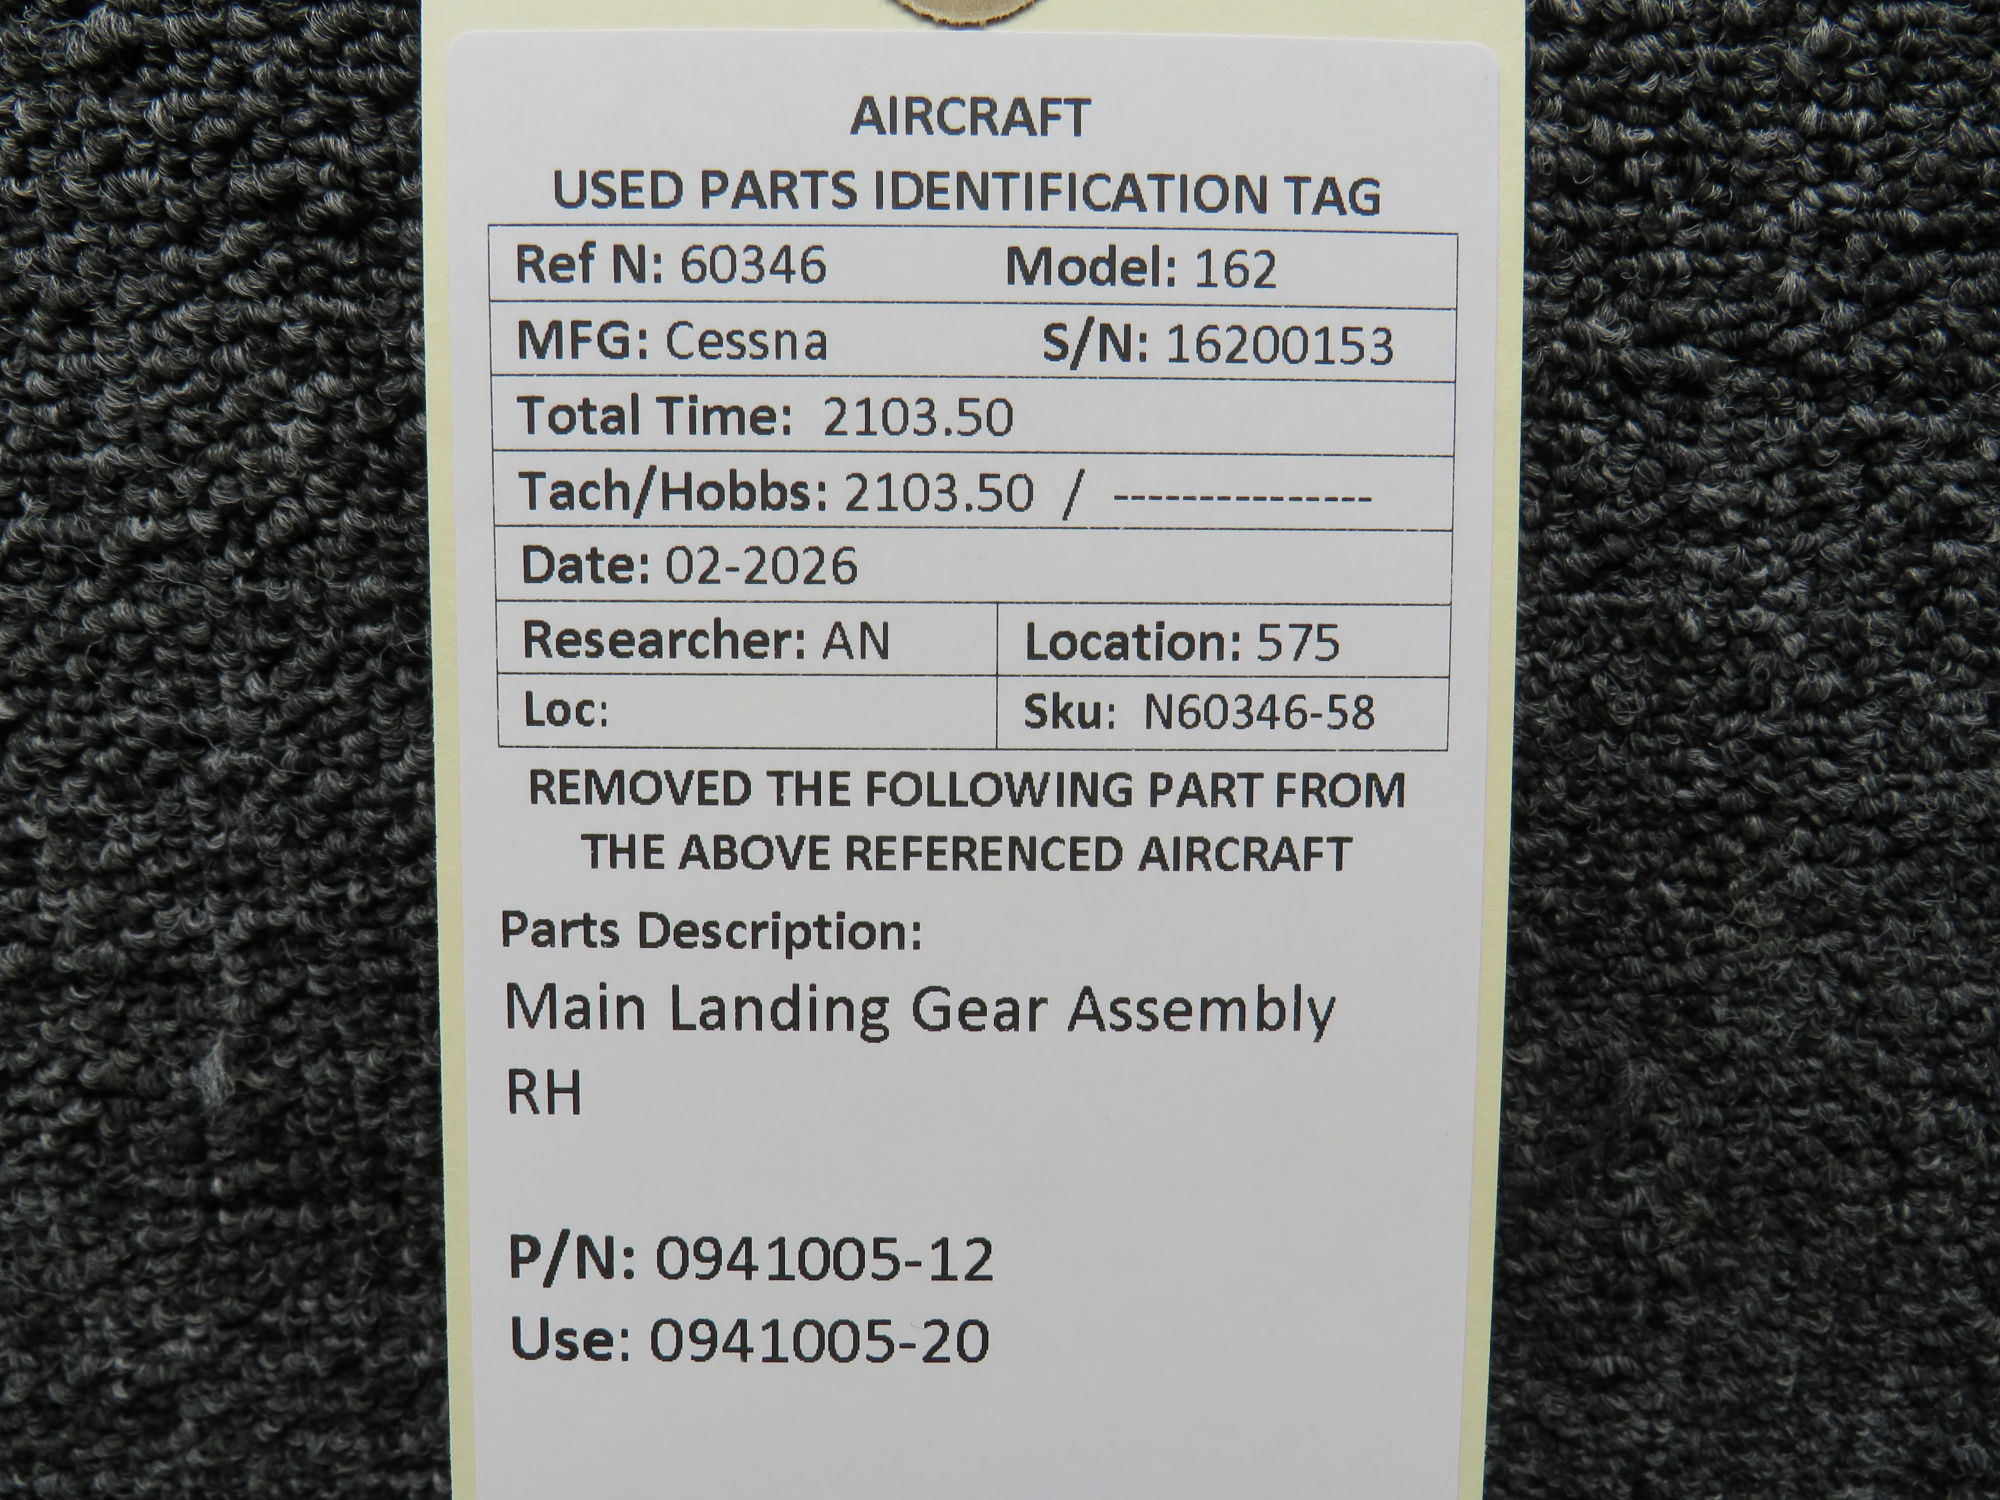 AIRCRAFT
USED PARTS IDENTIFICATION TAG
Ref N: 60346 Model: 162
MFG: Cessna S/N: 16200153
Total Time: 2103.50
Tach/Hobbs: 2103.50 / ---------------
Date: 02-2026
Researcher: AN Location: 575
Loc: Sku: N60346-58
REMOVED THE FOLLOWING PART FROM
THE ABOVE REFERENCED AIRCRAFT
Parts Description:
Main Landing Gear Assembly
RH
P/N: 0941005-12
Use: 0941005-20